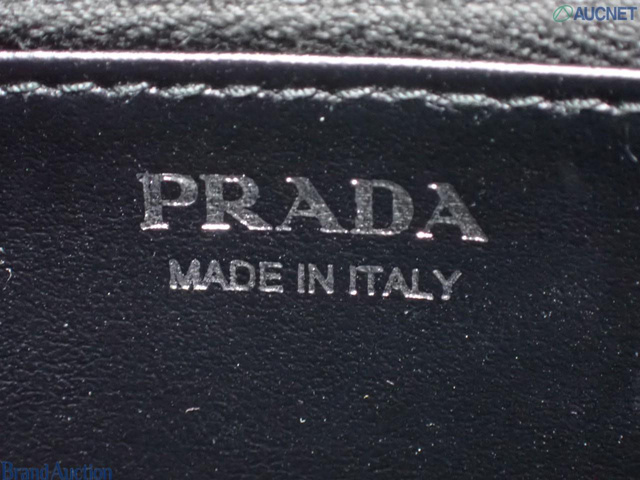 AUCNET
PRADA
MADE IN ITALY
Brand Auction